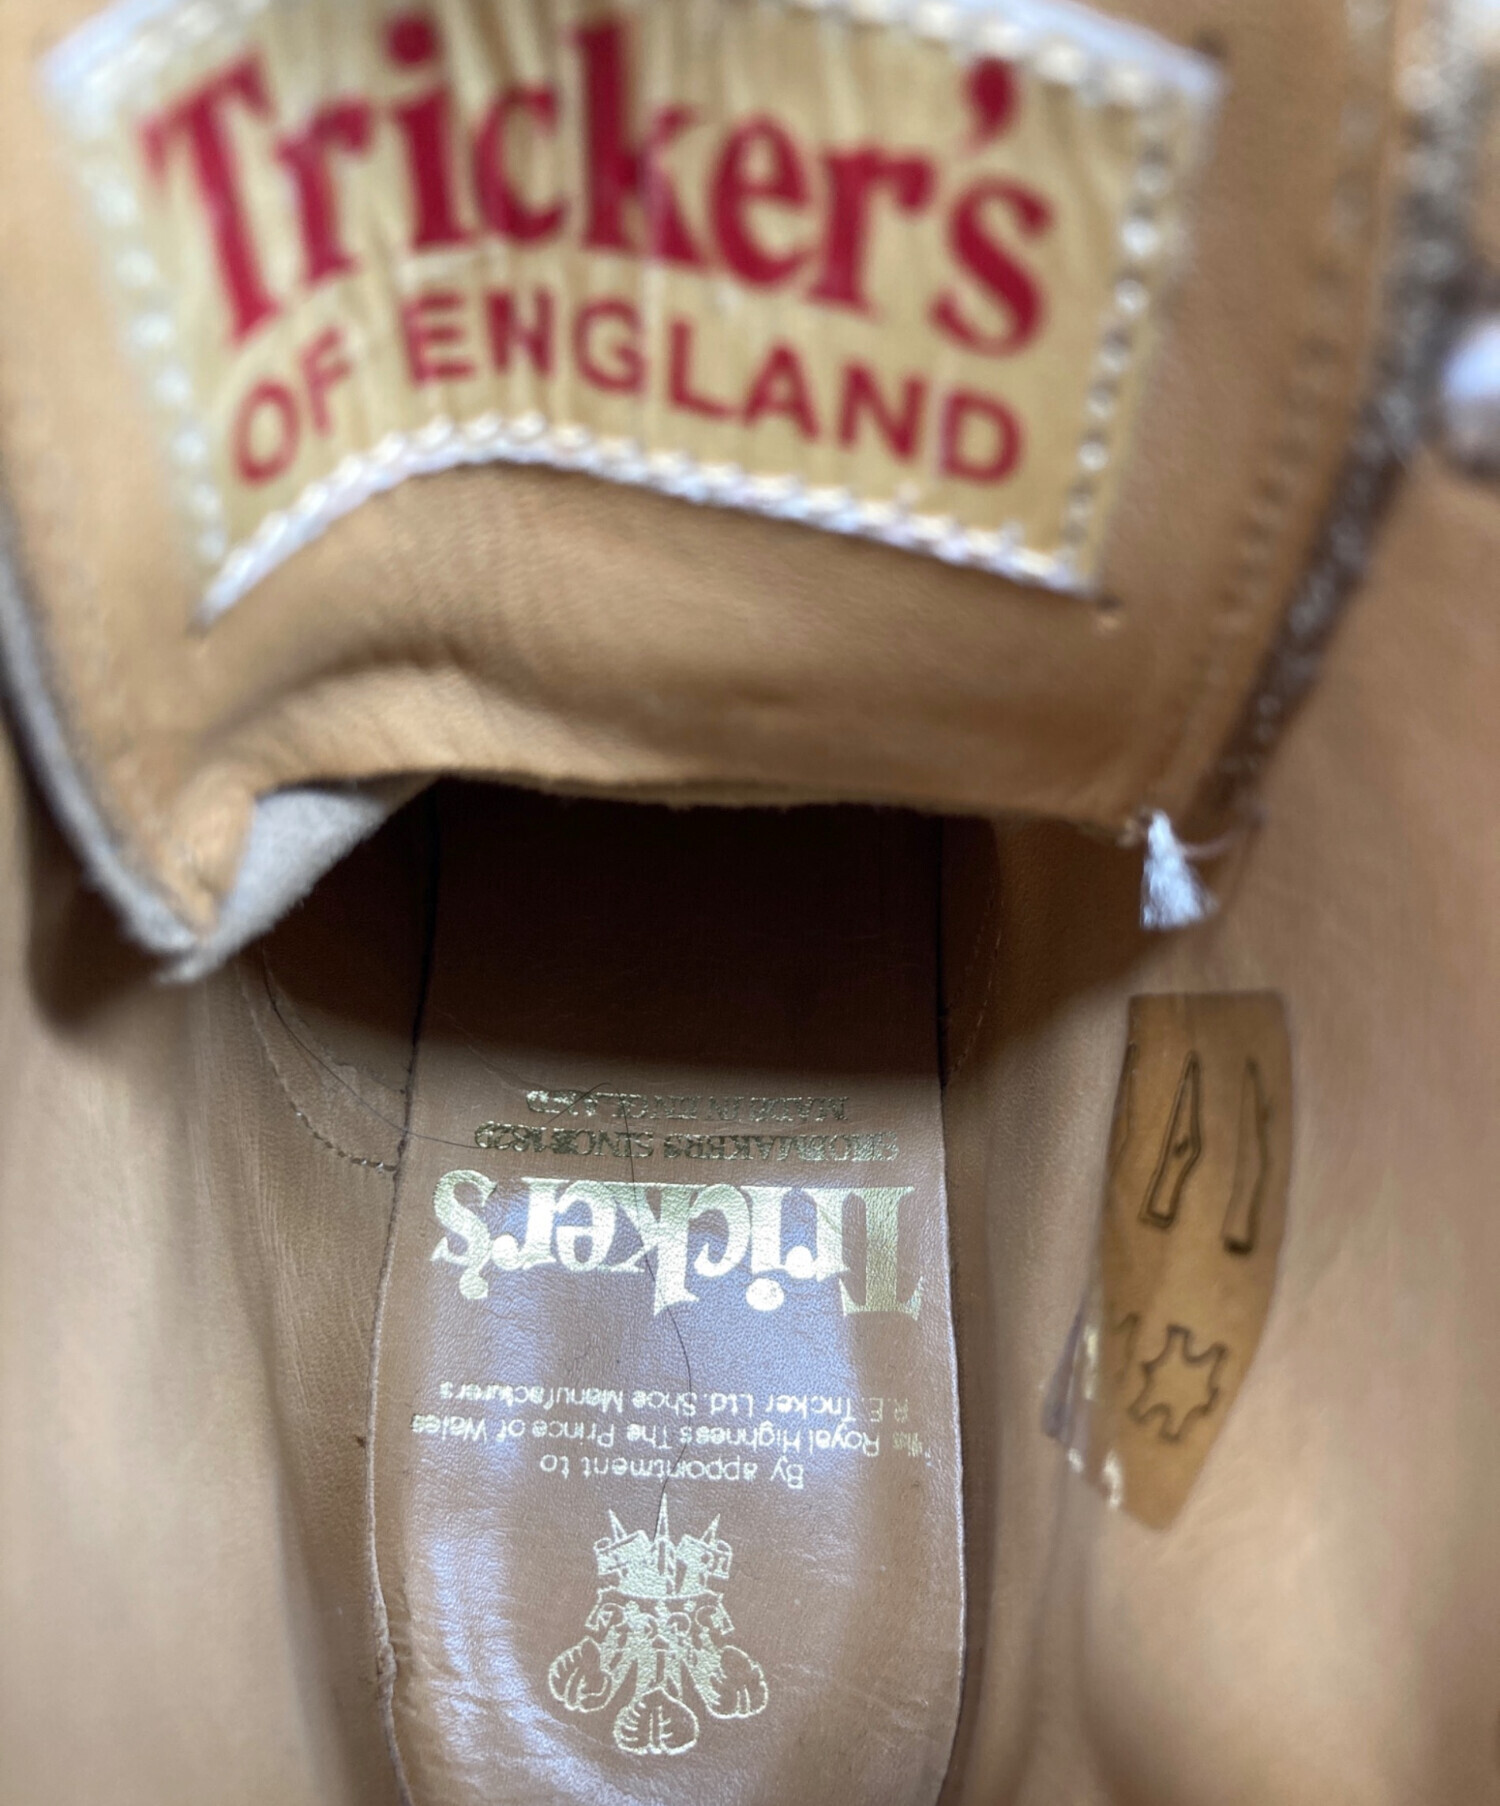 Tricker's
OF ENGLAND
By appointment to
His Royal Highness The Prince of Wales
R.E. Tricker Ltd. Shoe Manufacturers
Tricker's
SHOEMAKERS SINCE 1829
MADE IN ENGLAND